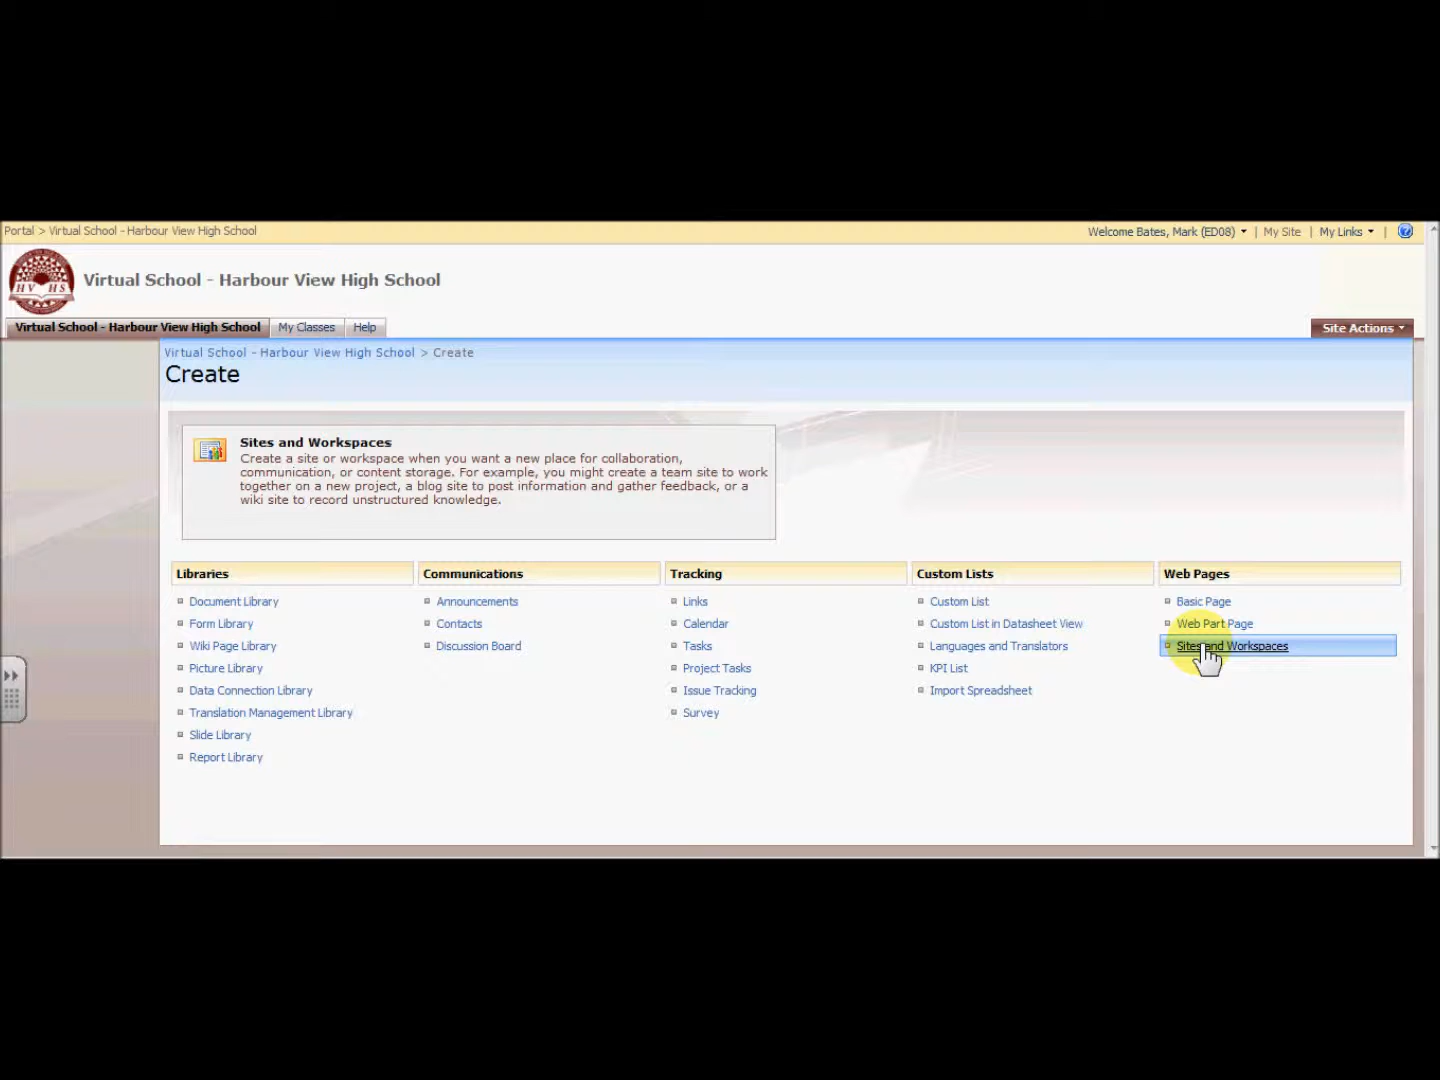 Portal > Virtual School - Harbour View High School
Welcome Bates, Mark (ED08) | My Site | My Links |
HV HS
Virtual School - Harbour View High School
Virtual School - Harbour View High School My Classes Help
Site Actions
Virtual School - Harbour View High School > Create
Create
Sites and Workspaces
Create a site or workspace when you want a new place for collaboration,
communication, or content storage. For example, you might create a team site to work
together on a new project, a blog site to post information and gather feedback, or a
wiki site to record unstructured knowledge.
Libraries
Document Library
Form Library
Wiki Page Library
Picture Library
Data Connection Library
Translation Management Library
Slide Library
Report Library
Communications
Announcements
Contacts
Discussion Board
Tracking
Links
Calendar
Tasks
Project Tasks
Issue Tracking
Survey
Custom Lists
Custom List
Custom List in Datasheet View
Languages and Translators
KPI List
Import Spreadsheet
Web Pages
Basic Page
Web Part Page
Sites and Workspaces